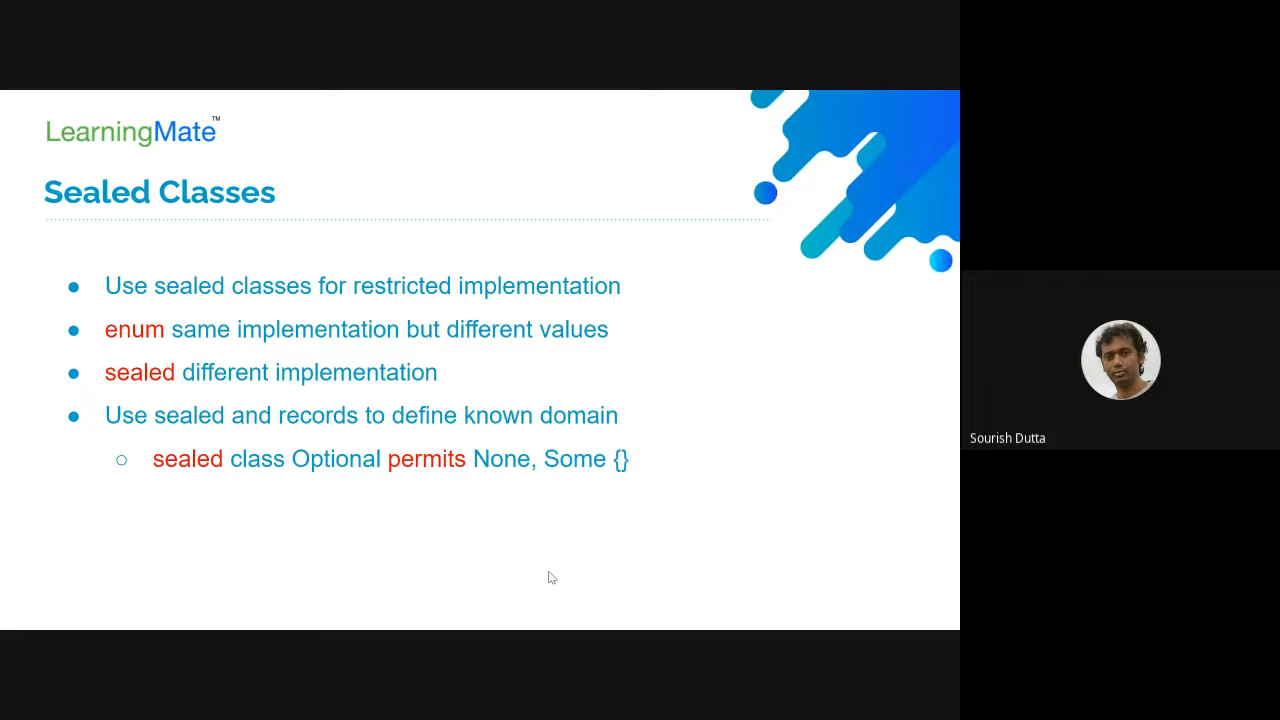 LearningMate™
Sealed Classes
● Use sealed classes for restricted implementation
● enum same implementation but different values
● sealed different implementation
● Use sealed and records to define known domain
○ sealed class Optional permits None, Some {}
Sourish Dutta